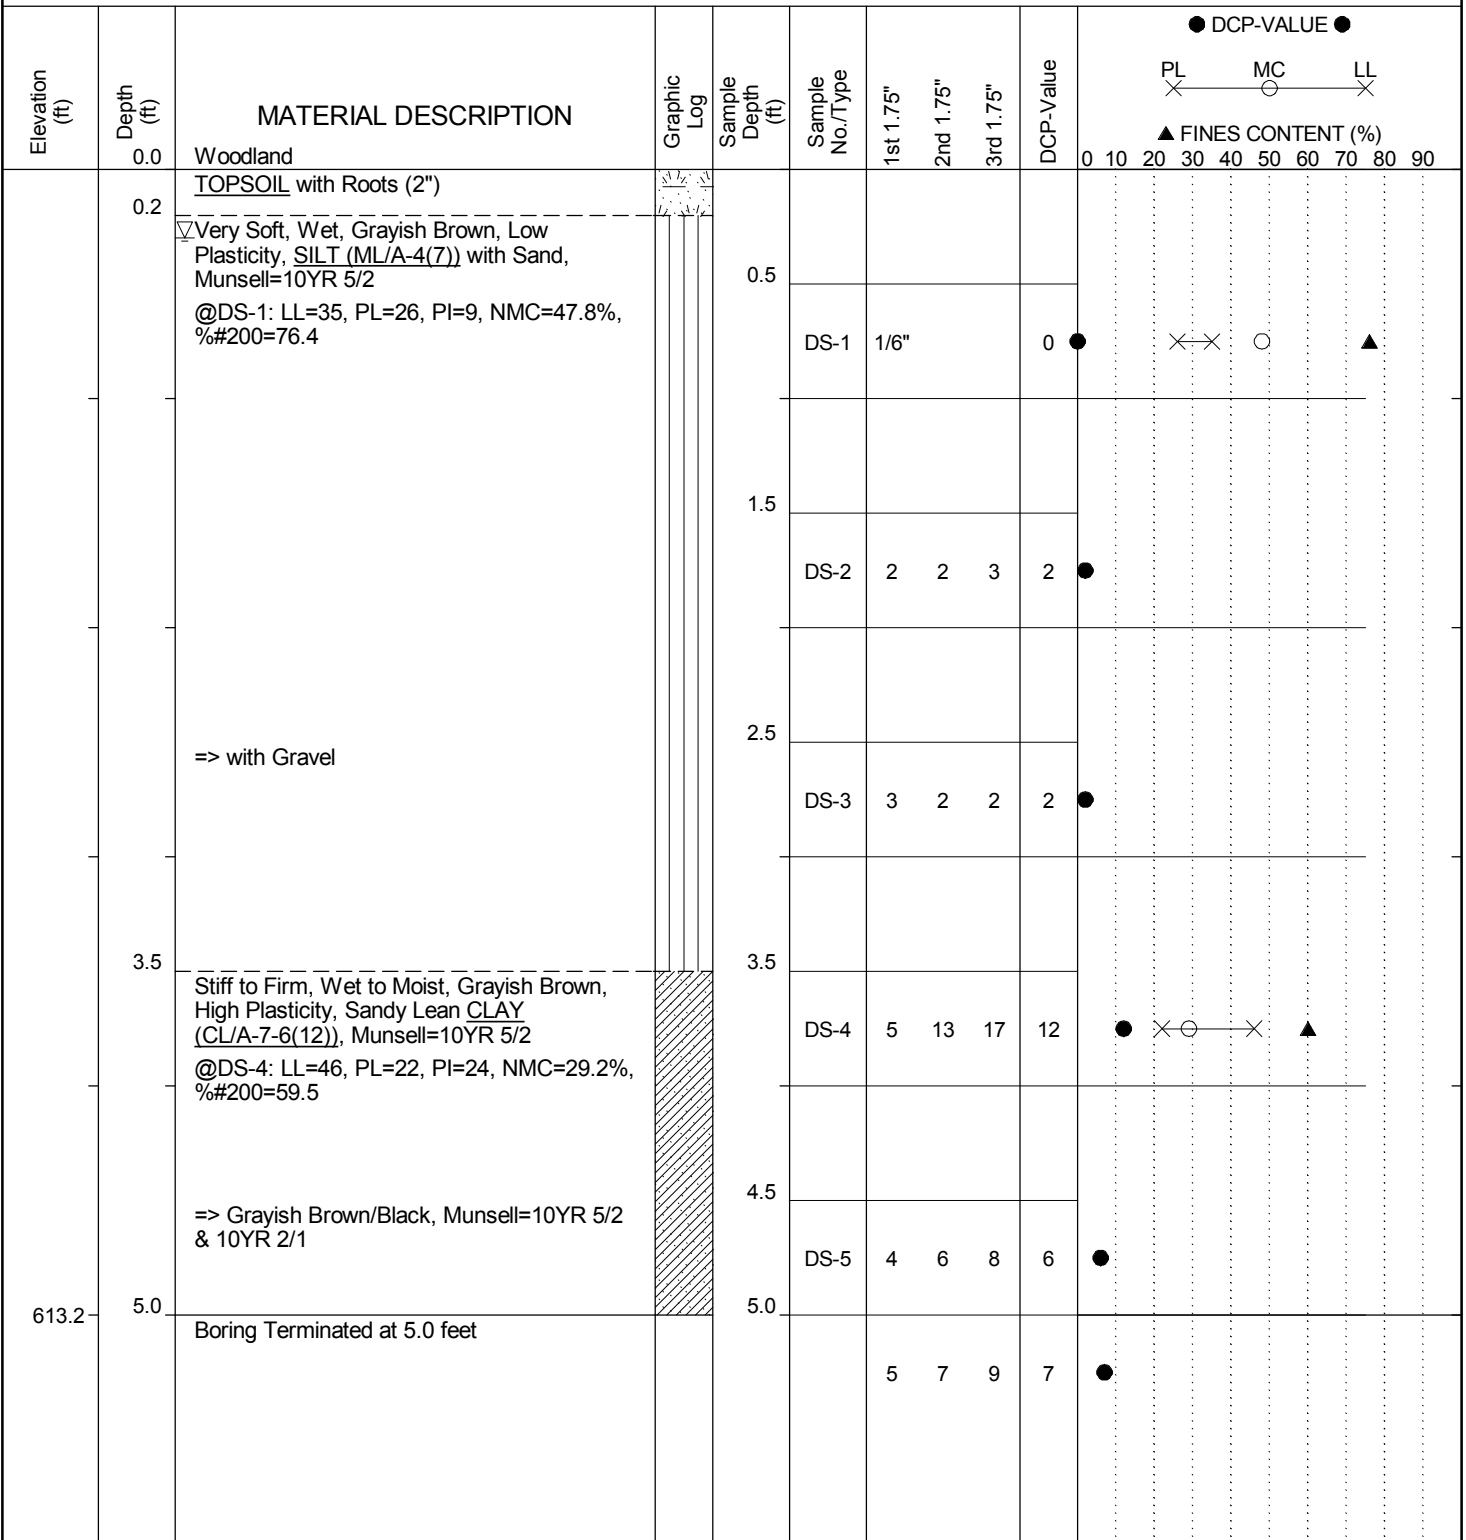 ● DCP-VALUE ●
PL MC LL
▲ FINES CONTENT (%)
0 10 20 30 40 50 60 70 80 90
Elevation
(ft)
Depth
(ft)
MATERIAL DESCRIPTION
Graphic
Log
Sample
Depth
(ft)
Sample
No./Type
1st 1.75"
2nd 1.75"
3rd 1.75"
DCP-Value
0.0 Woodland
TOPSOIL with Roots (2")
0.2
Very Soft, Wet, Grayish Brown, Low
Plasticity, SILT (ML/A-4(7)) with Sand,
Munsell=10YR 5/2
0.5
@DS-1: LL=35, PL=26, PI=9, NMC=47.8%,
%#200=76.4
DS-1 1/6" 0
1.5
DS-2 2 2 3 2
2.5
=> with Gravel
DS-3 3 2 2 2
3.5 3.5
Stiff to Firm, Wet to Moist, Grayish Brown,
High Plasticity, Sandy Lean CLAY
(CL/A-7-6(12)), Munsell=10YR 5/2
DS-4 5 13 17 12
@DS-4: LL=46, PL=22, PI=24, NMC=29.2%,
%#200=59.5
4.5
=> Grayish Brown/Black, Munsell=10YR 5/2
& 10YR 2/1
DS-5 4 6 8 6
613.2 5.0 5.0
Boring Terminated at 5.0 feet
5 7 9 7